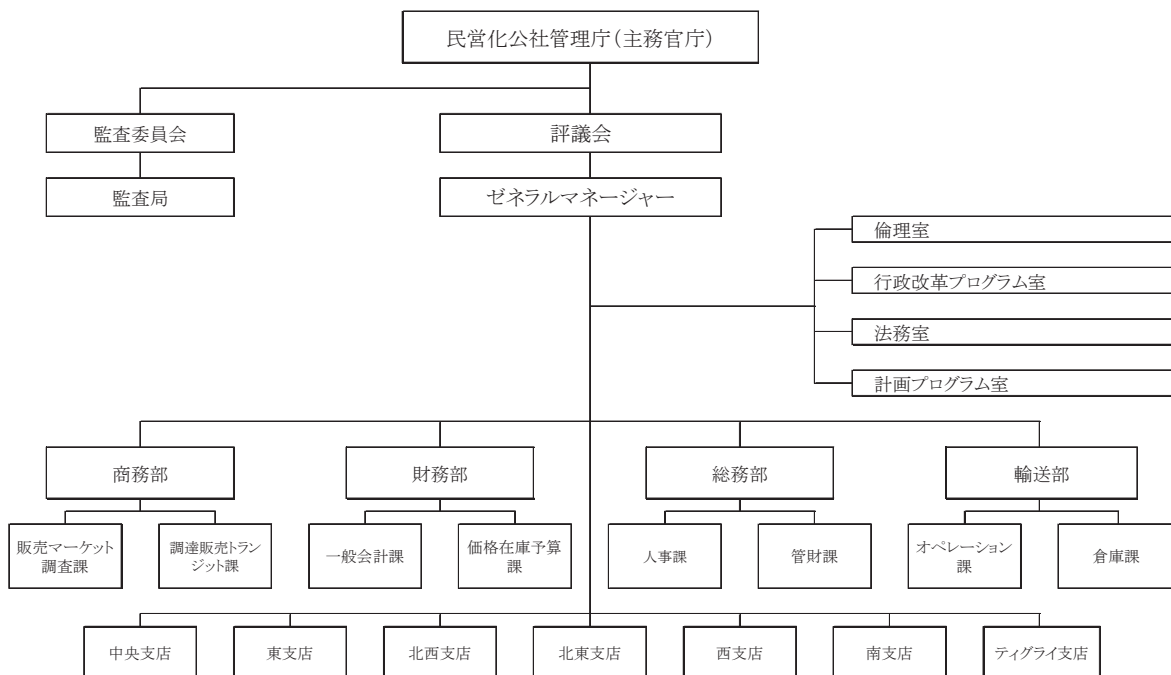 民営化公社管理庁（主務官庁）
監査委員会
評議会
監査局
ゼネラルマネージャー
倫理室
行政改革プログラム室
法務室
計画プログラム室
商務部
財務部
総務部
輸送部
販売マーケット
調査課
調達販売トラン
ジット課
一般会計課
価格在庫予算
課
人事課
管財課
オペレーション
課
倉庫課
中央支店
東支店
北西支店
北東支店
西支店
南支店
ティグライ支店